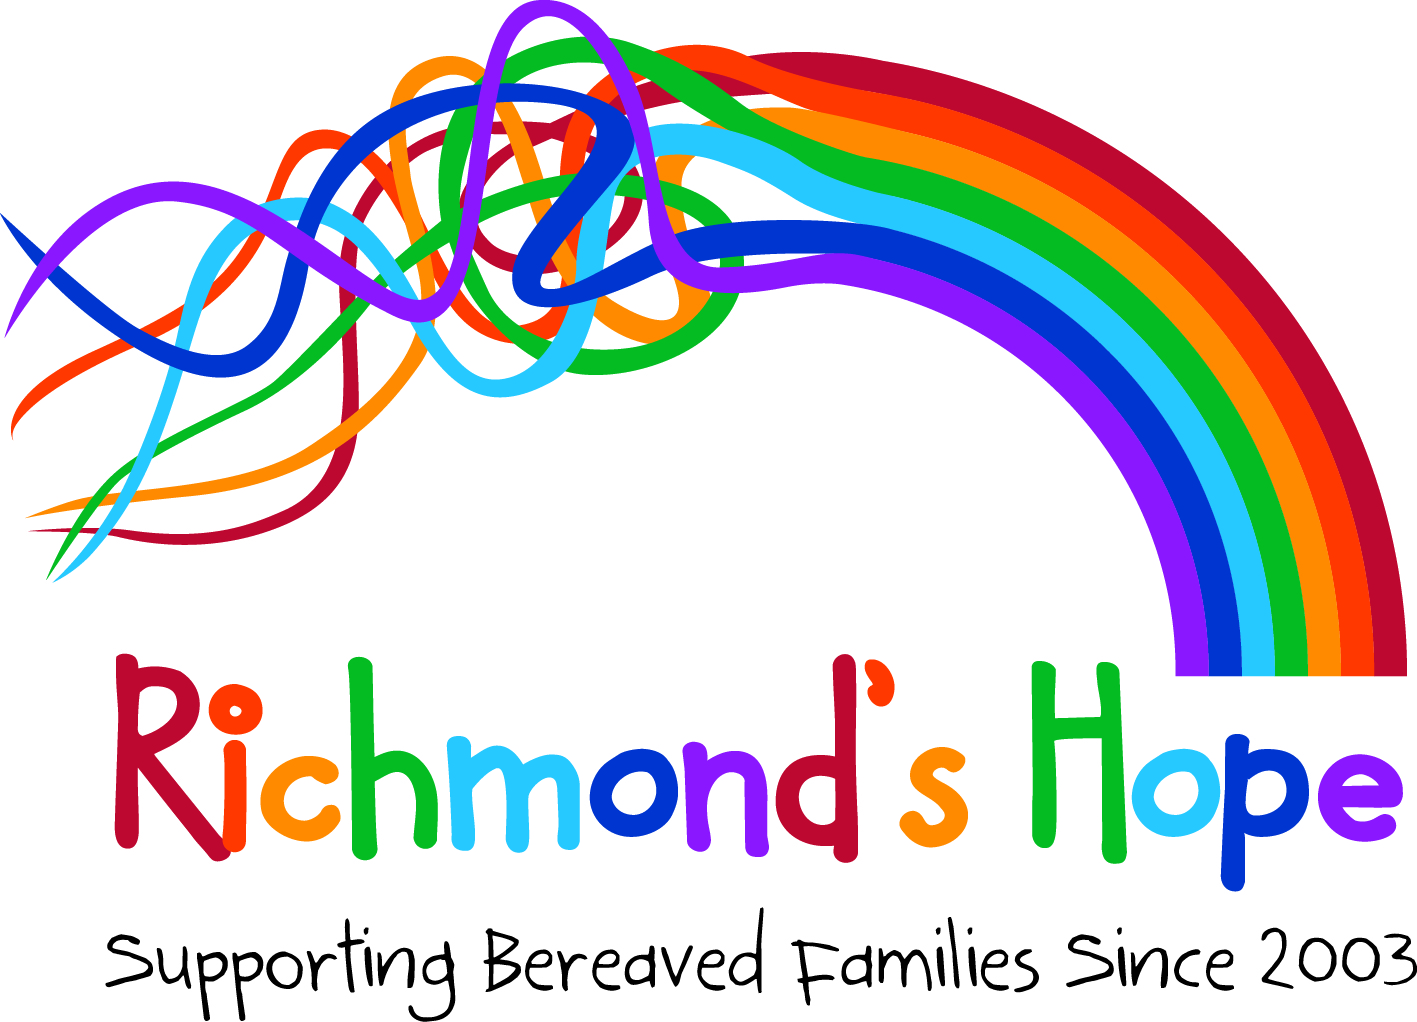 Richmond's Hope
Supporting Bereaved Families Since 2003